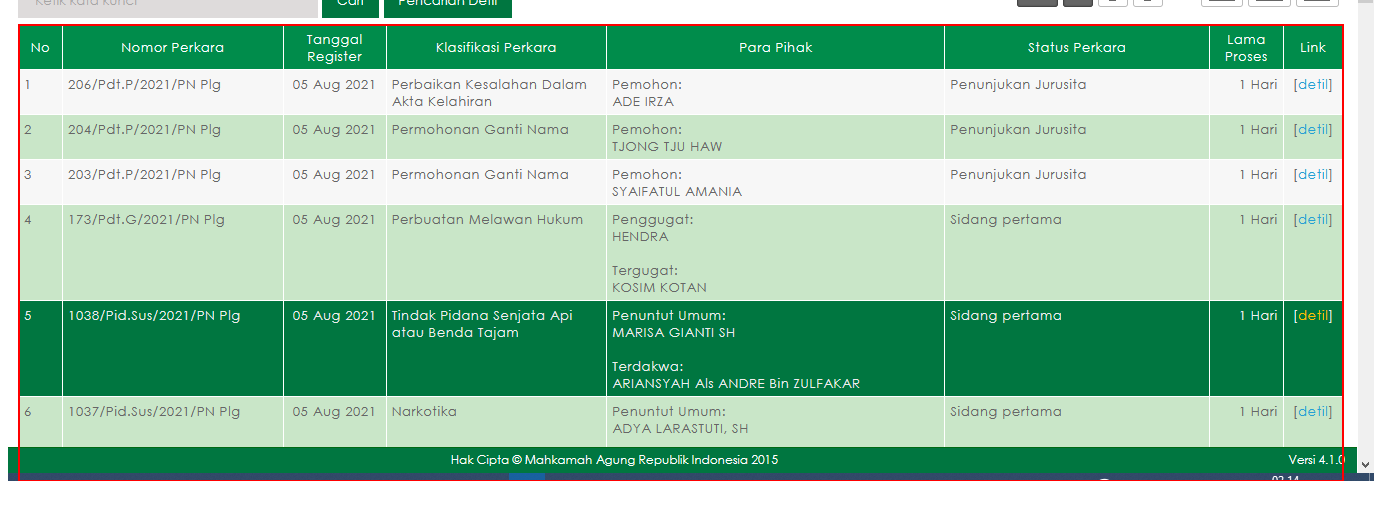 Ketik kata kunci Cari Pencarian Detil
No Nomor Perkara Tanggal Register Klasifikasi Perkara Para Pihak Status Perkara Lama Proses Link
1 206/Pdt.P/2021/PN Plg 05 Aug 2021 Perbaikan Kesalahan Dalam Pemohon: Penunjukan Jurusita 1 Hari [detil]
Akta Kelahiran ADE IRZA
2 204/Pdt.P/2021/PN Plg 05 Aug 2021 Permohonan Ganti Nama Pemohon: Penunjukan Jurusita 1 Hari [detil]
TJONG TJU HAW
3 203/Pdt.P/2021/PN Plg 05 Aug 2021 Permohonan Ganti Nama Pemohon: Penunjukan Jurusita 1 Hari [detil]
SYAIFATUL AMANIA
4 173/Pdt.G/2021/PN Plg 05 Aug 2021 Perbuatan Melawan Hukum Penggugat: Sidang pertama 1 Hari [detil]
HENDRA
Tergugat:
KOSIM KOTAN
5 1038/Pid.Sus/2021/PN Plg 05 Aug 2021 Tindak Pidana Senjata Api Penuntut Umum: Sidang pertama 1 Hari [detil]
atau Benda Tajam MARISA GIANTI SH
Terdakwa:
ARIANSYAH Als ANDRE Bin ZULFAKAR
6 1037/Pid.Sus/2021/PN Plg 05 Aug 2021 Narkotika Penuntut Umum: Sidang pertama 1 Hari [detil]
ADYA LARASTUTI, SH
Hak Cipta © Mahkamah Agung Republik Indonesia 2015 Versi 4.1.0